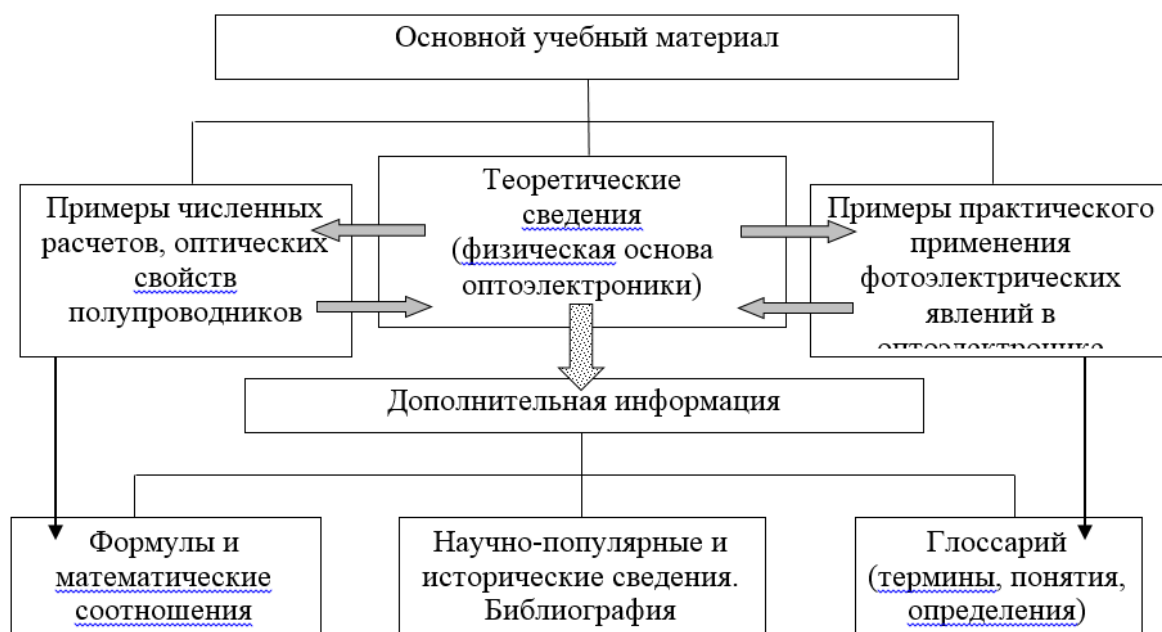 Основной учебный материал
Примеры численных
расчетов, оптических
свойств
полупроводников
Теоретические
сведения
(физическая основа
оптоэлектроники)
Примеры практического
применения
фотоэлектрических
явлений в
оптоэлектронике
Дополнительная информация
Формулы и
математические
соотношения
Научно-популярные и
исторические сведения.
Библиография
Глоссарий
(термины, понятия,
определения)